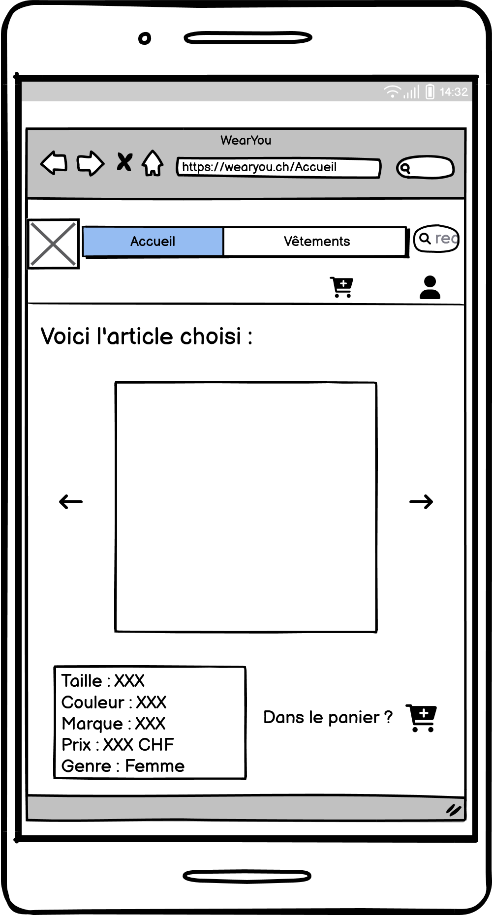 14:32
WearYou
https://wearyou.ch/Accueil
Accueil
Vêtements
rec
Voici l'article choisi :
Taille : XXX
Couleur : XXX
Marque : XXX
Prix : XXX CHF
Genre : Femme
Dans le panier ?